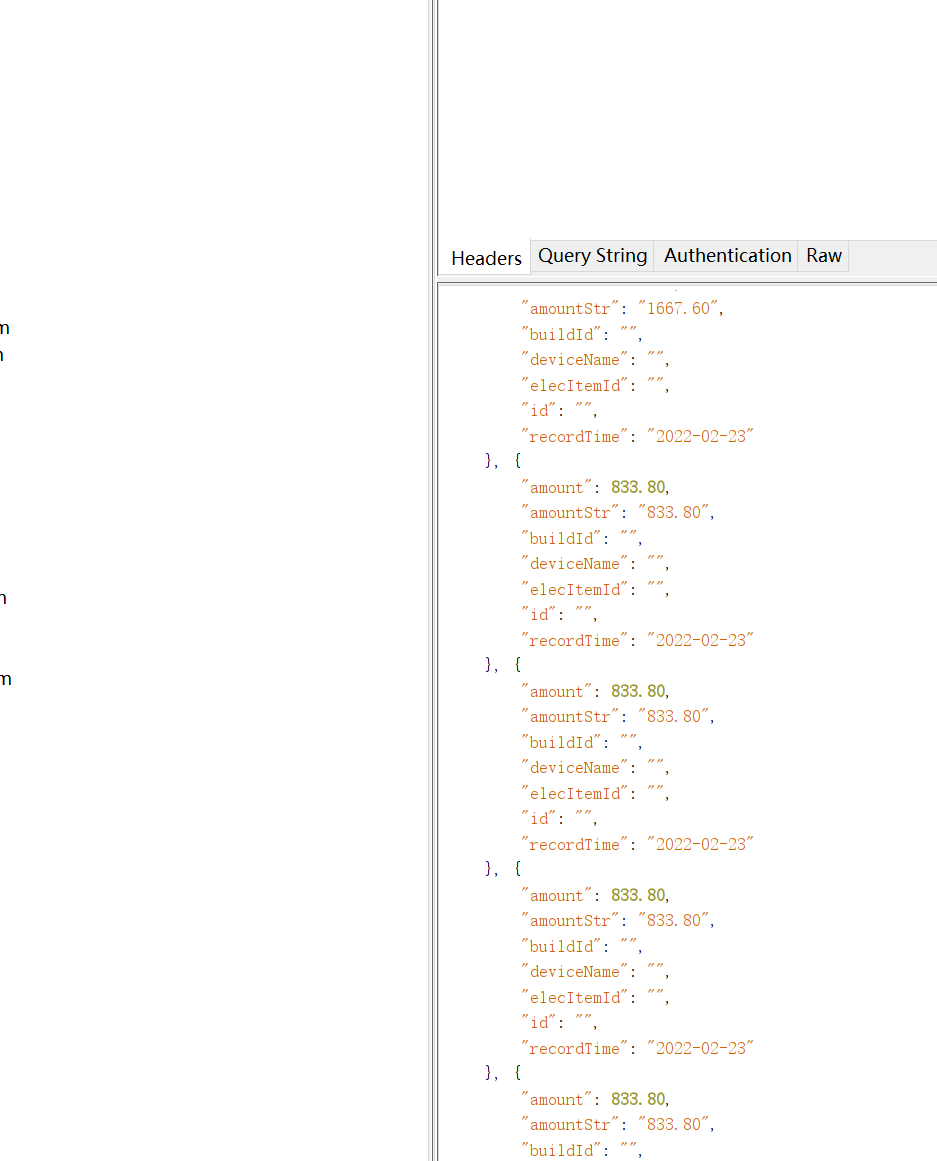 m
n
n
m
Headers Query String Authentication Raw
"amountStr": "1667.60",
"buildId": "",
"deviceName": "",
"elecItemId": "",
"id": "",
"recordTime": "2022-02-23"
}, {
"amount": 833.80,
"amountStr": "833.80",
"buildId": "",
"deviceName": "",
"elecItemId": "",
"id": "",
"recordTime": "2022-02-23"
}, {
"amount": 833.80,
"amountStr": "833.80",
"buildId": "",
"deviceName": "",
"elecItemId": "",
"id": "",
"recordTime": "2022-02-23"
}, {
"amount": 833.80,
"amountStr": "833.80",
"buildId": "",
"deviceName": "",
"elecItemId": "",
"id": "",
"recordTime": "2022-02-23"
}, {
"amount": 833.80,
"amountStr": "833.80",
"buildId": "",